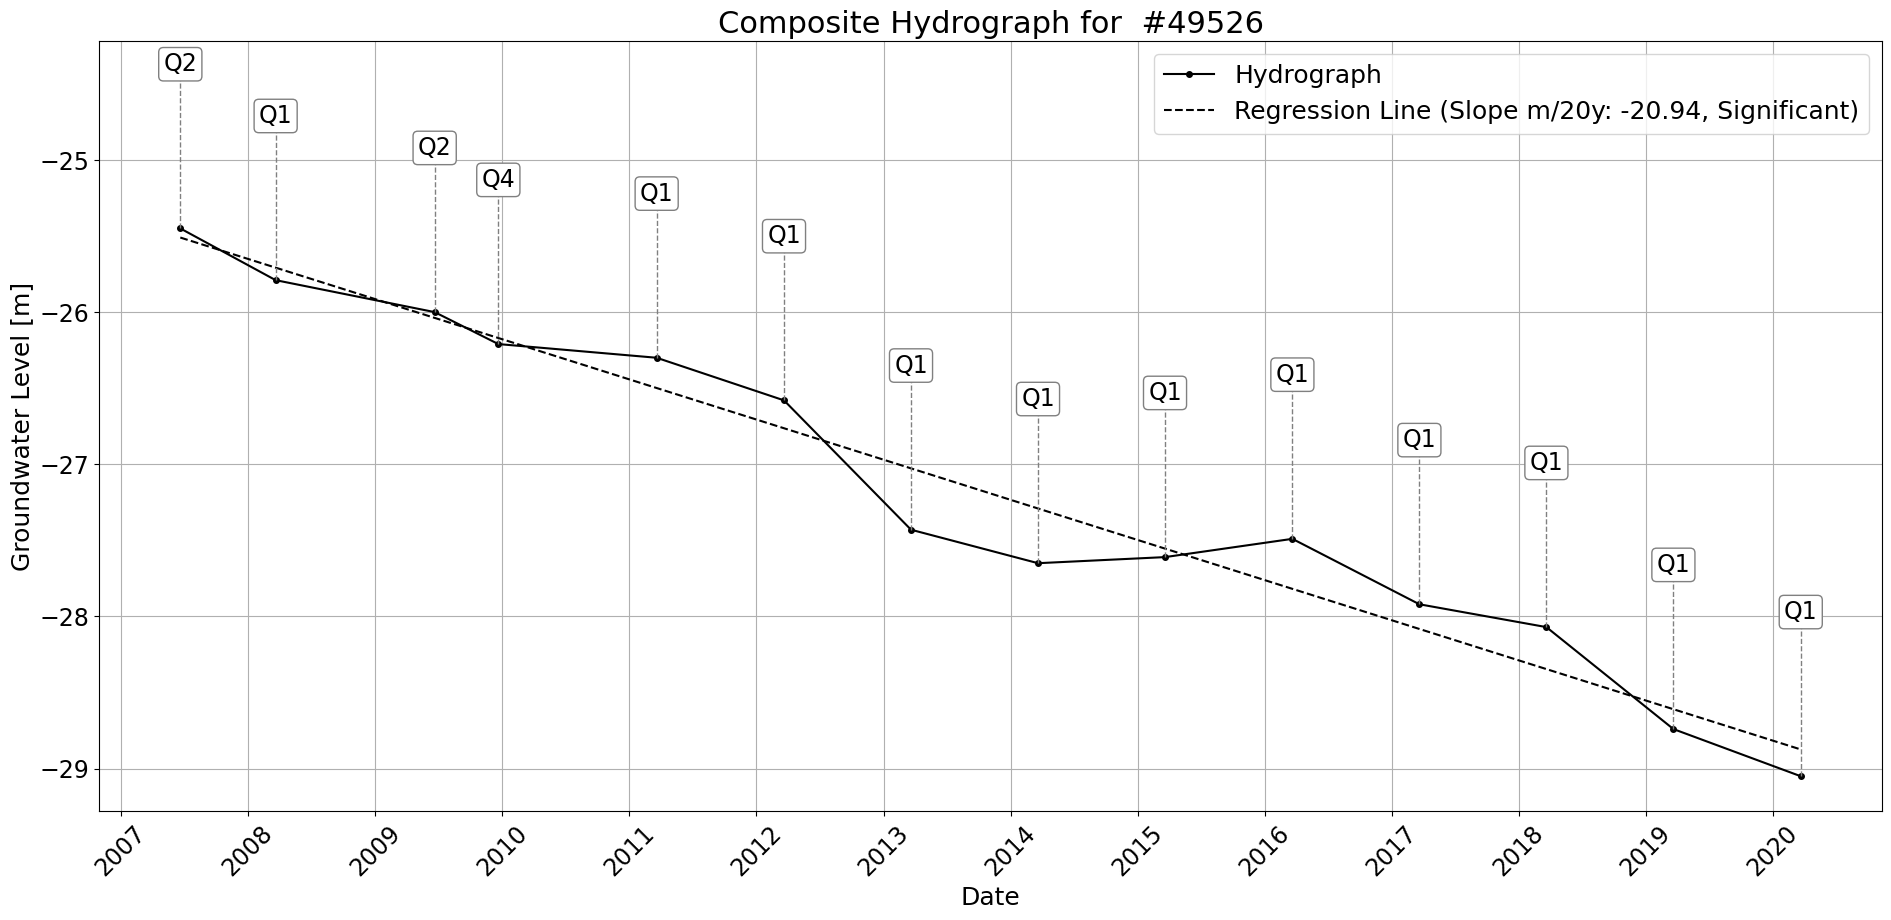 Composite Hydrograph for  #49526
Hydrograph
Regression Line (Slope m/20y: -20.94, Significant)
Q2
Q1
Q2
Q4
Q1
Q1
Q1
Q1
Q1
Q1
Q1
Q1
Q1
Q1
Groundwater Level [m]
−25
−26
−27
−28
−29
2007
2008
2009
2010
2011
2012
2013
2014
2015
2016
2017
2018
2019
2020
Date